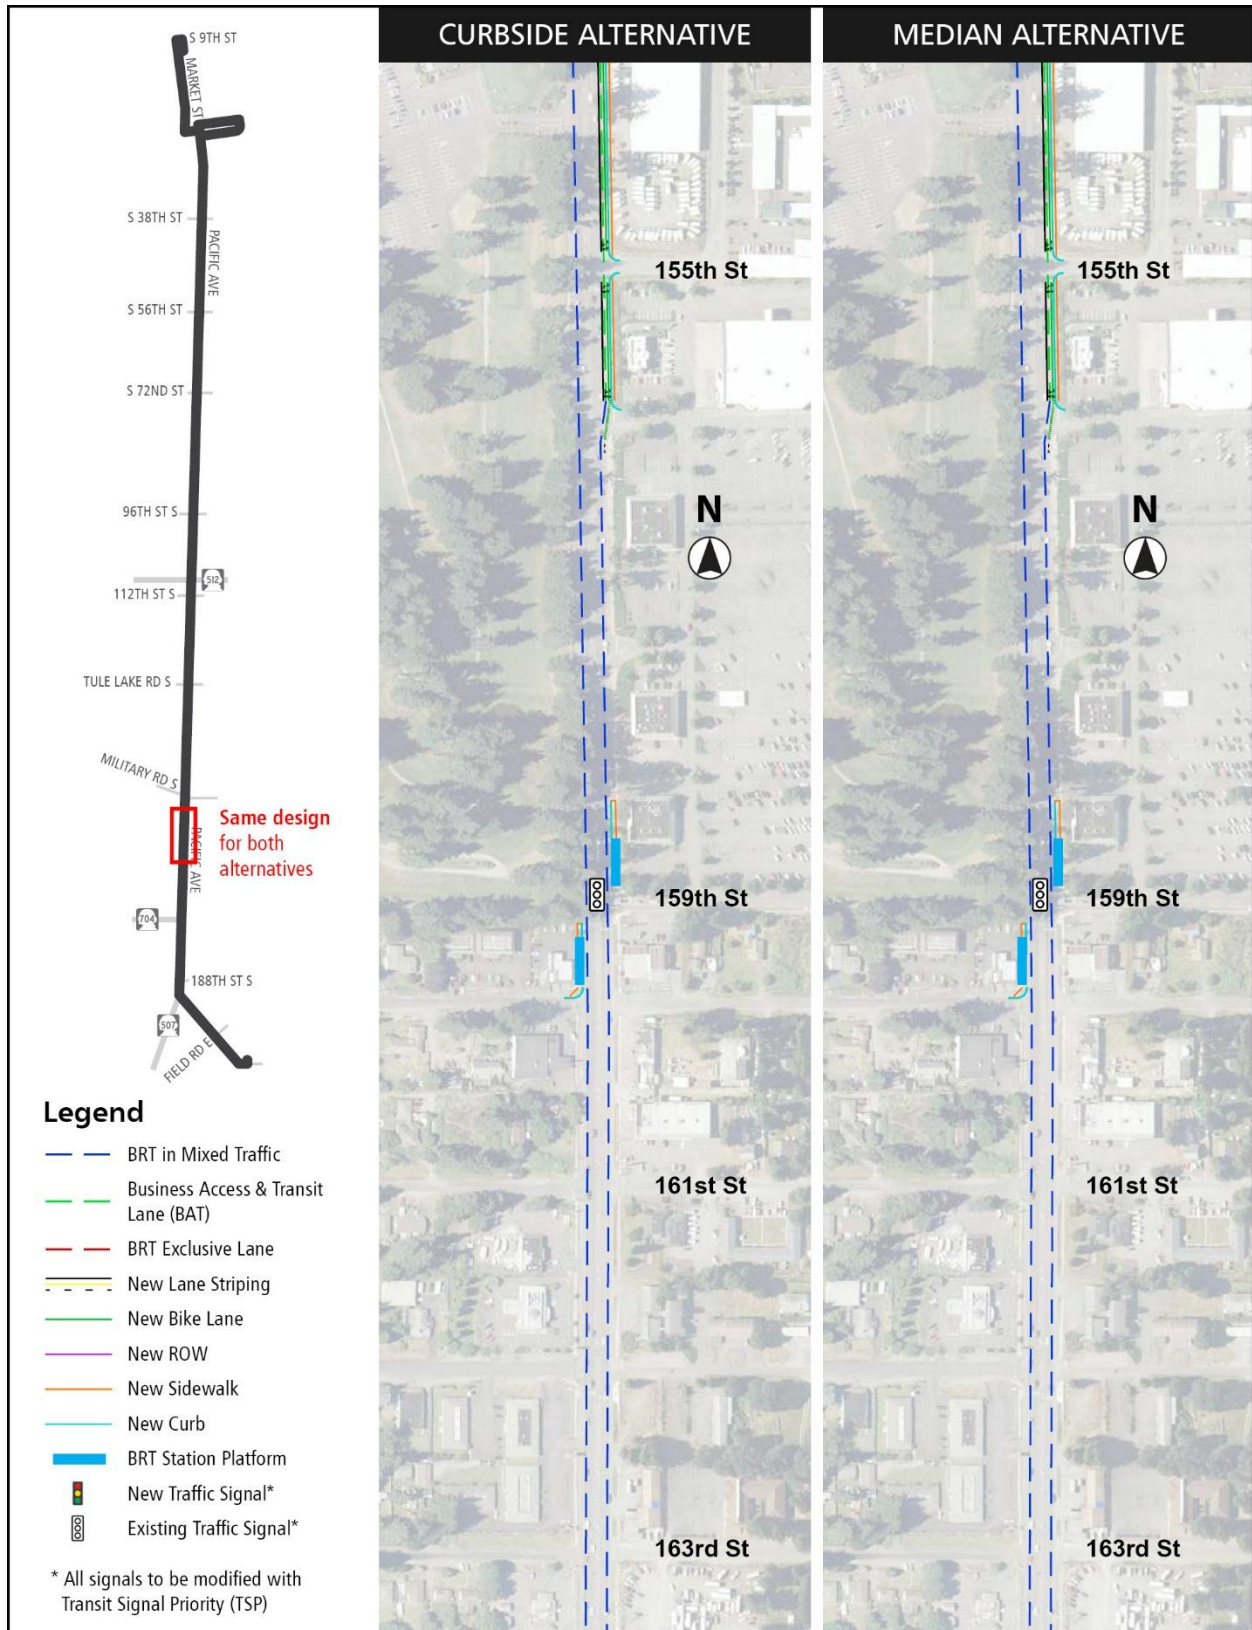 S 9TH ST
MARKET ST
S 38TH ST
PACIFIC AVE
S 56TH ST
S 72ND ST
96TH ST S
512
112TH ST S
TULE LAKE RD S
MILITARY RD S
Same design
for both
alternatives
PACIFIC AVE
704
188TH ST S
507
FIELD RD E
Legend
BRT in Mixed Traffic
Business Access & Transit
Lane (BAT)
BRT Exclusive Lane
New Lane Striping
New Bike Lane
New ROW
New Sidewalk
New Curb
BRT Station Platform
New Traffic Signal*
Existing Traffic Signal*
* All signals to be modified with
Transit Signal Priority (TSP)
CURBSIDE ALTERNATIVE
155th St
N
159th St
161st St
163rd St
MEDIAN ALTERNATIVE
155th St
N
159th St
161st St
163rd St